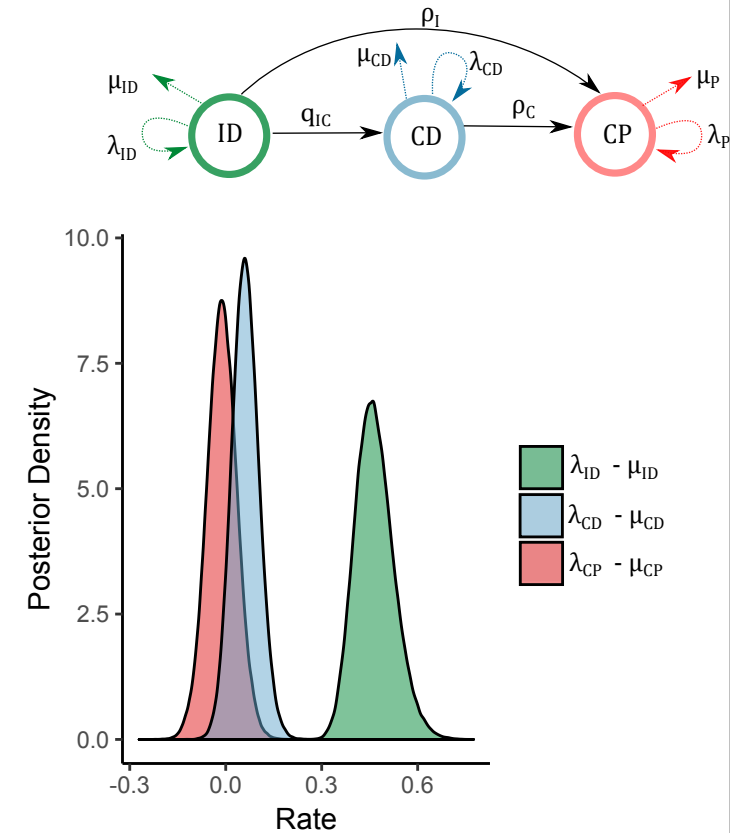 ρI
μID
λID
ID
qIC
μCD
λCD
CD
ρC
CP
μP
λP
10.0
7.5
5.0
2.5
0.0
Posterior Density
-0.3
0.0
0.3
0.6
Rate
λID - μID
λCD - μCD
λCP - μCP